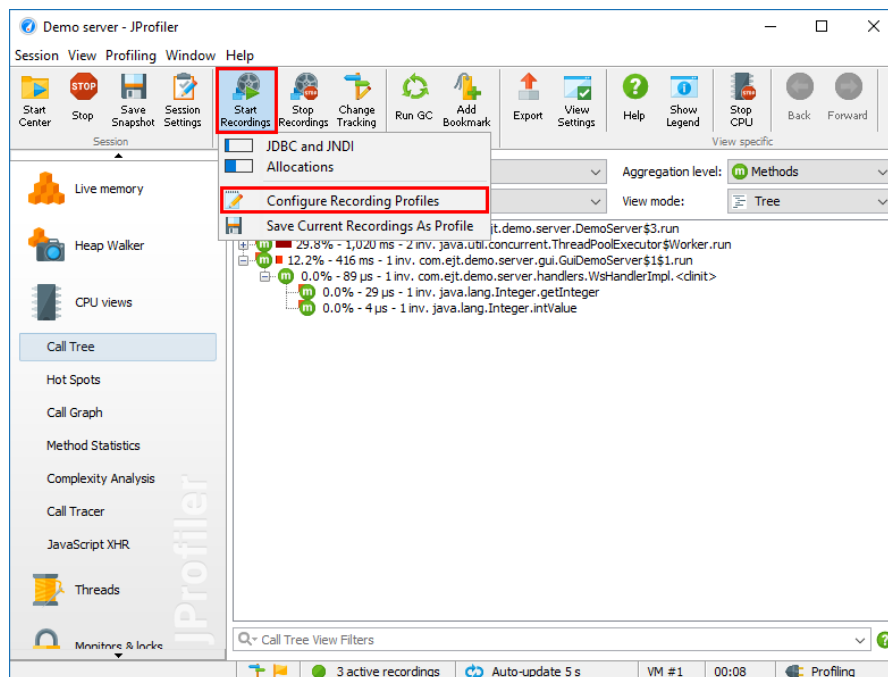 Demo server - JProfiler
Session View Profiling Window Help
Start Center
Stop
Save Snapshot
Session Settings
Start Recordings
Stop Recordings
Change Tracking
Run GC
Add Bookmark
Export
View Settings
Help
Show Legend
Stop CPU
Back
Forward
Session
View specific
JDBC and JNDI
Allocations
Configure Recording Profiles
Save Current Recordings As Profile
Aggregation level: Methods
View mode: Tree
Live memory
Heap Walker
CPU views
Call Tree
Hot Spots
Call Graph
Method Statistics
Complexity Analysis
Call Tracer
JavaScript XHR
Threads
Monitors & locks
JProfiler
ejt.demo.server.DemoServer$3.run
29.8% - 1,020 ms - 2 inv. java.util.concurrent.ThreadPoolExecutor$Worker.run
12.2% - 416 ms - 1 inv. com.ejt.demo.server.gui.GuiDemoServer$1$1.run
0.0% - 89 µs - 1 inv. com.ejt.demo.server.handlers.WsHandlerImpl.<clinit>
0.0% - 29 µs - 1 inv. java.lang.Integer.getInteger
0.0% - 4 µs - 1 inv. java.lang.Integer.intValue
Call Tree View Filters
3 active recordings
Auto-update 5 s
VM #1
00:08
Profiling